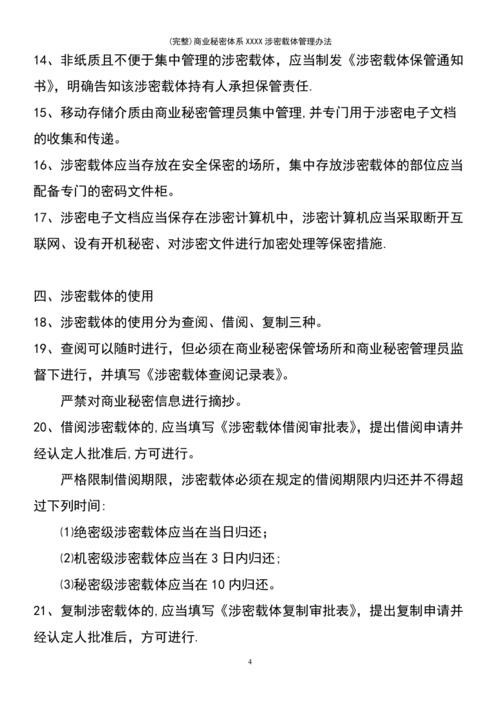 (完整)商业秘密体系 XXXX 涉密载体管理办法
14、非纸质且不便于集中管理的涉密载体，应当制发《涉密载体保管通知
书》，明确告知该涉密载体持有人承担保管责任.
15、移动存储介质由商业秘密管理员集中管理,并专门用于涉密电子文档
的收集和传递。
16、涉密载体应当存放在安全保密的场所，集中存放涉密载体的部位应当
配备专门的密码文件柜。
17、涉密电子文档应当保存在涉密计算机中，涉密计算机应当采取断开互
联网、设有开机秘密、对涉密文件进行加密处理等保密措施.
四、涉密载体的使用
18、涉密载体的使用分为查阅、借阅、复制三种。
19、查阅可以随时进行，但必须在商业秘密保管场所和商业秘密管理员监
督下进行，并填写《涉密载体查阅记录表》。
严禁对商业秘密信息进行摘抄。
20、借阅涉密载体的,应当填写《涉密载体借阅审批表》，提出借阅申请并
经认定人批准后,方可进行。
严格限制借阅期限，涉密载体必须在规定的借阅期限内归还并不得超
过下列时间:
⑴绝密级涉密载体应当在当日归还；
⑵机密级涉密载体应当在 3 日内归还;
⑶秘密级涉密载体应当在 10 内归还。
21、复制涉密载体的,应当填写《涉密载体复制审批表》，提出复制申请并
经认定人批准后，方可进行.
4